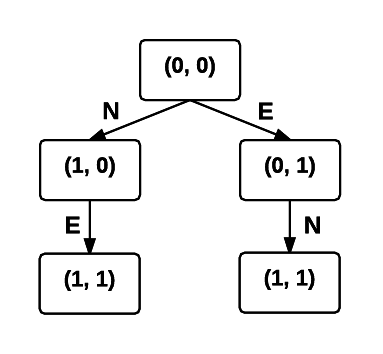 (0, 0)
N E
(1, 0) (0, 1)
E N
(1, 1) (1, 1)